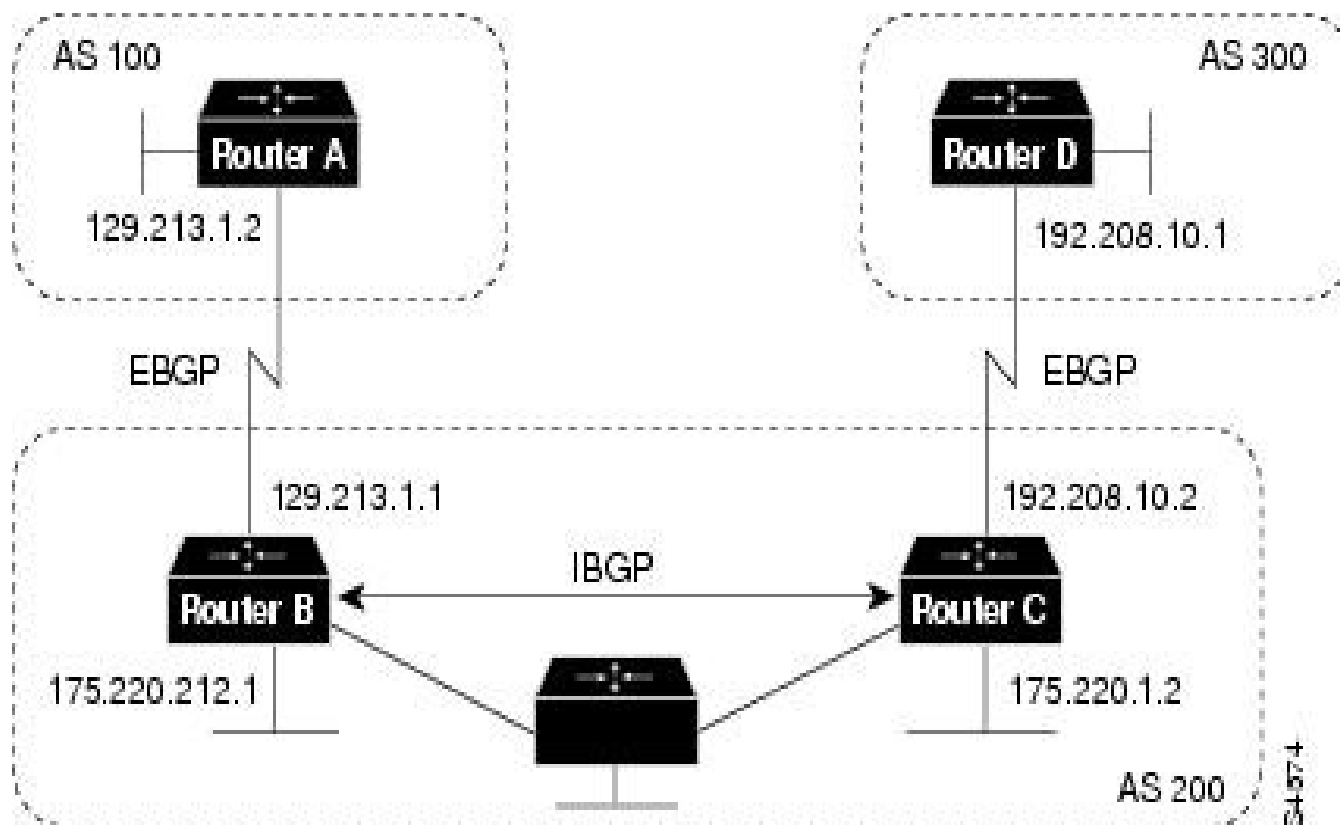 AS 100
AS 300
Router A
Router D
129.213.1.2
192.208.10.1
EBGP
EBGP
129.213.1.1
192.208.10.2
IBGP
Router B
Router C
175.220.212.1
175.220.1.2
AS 200